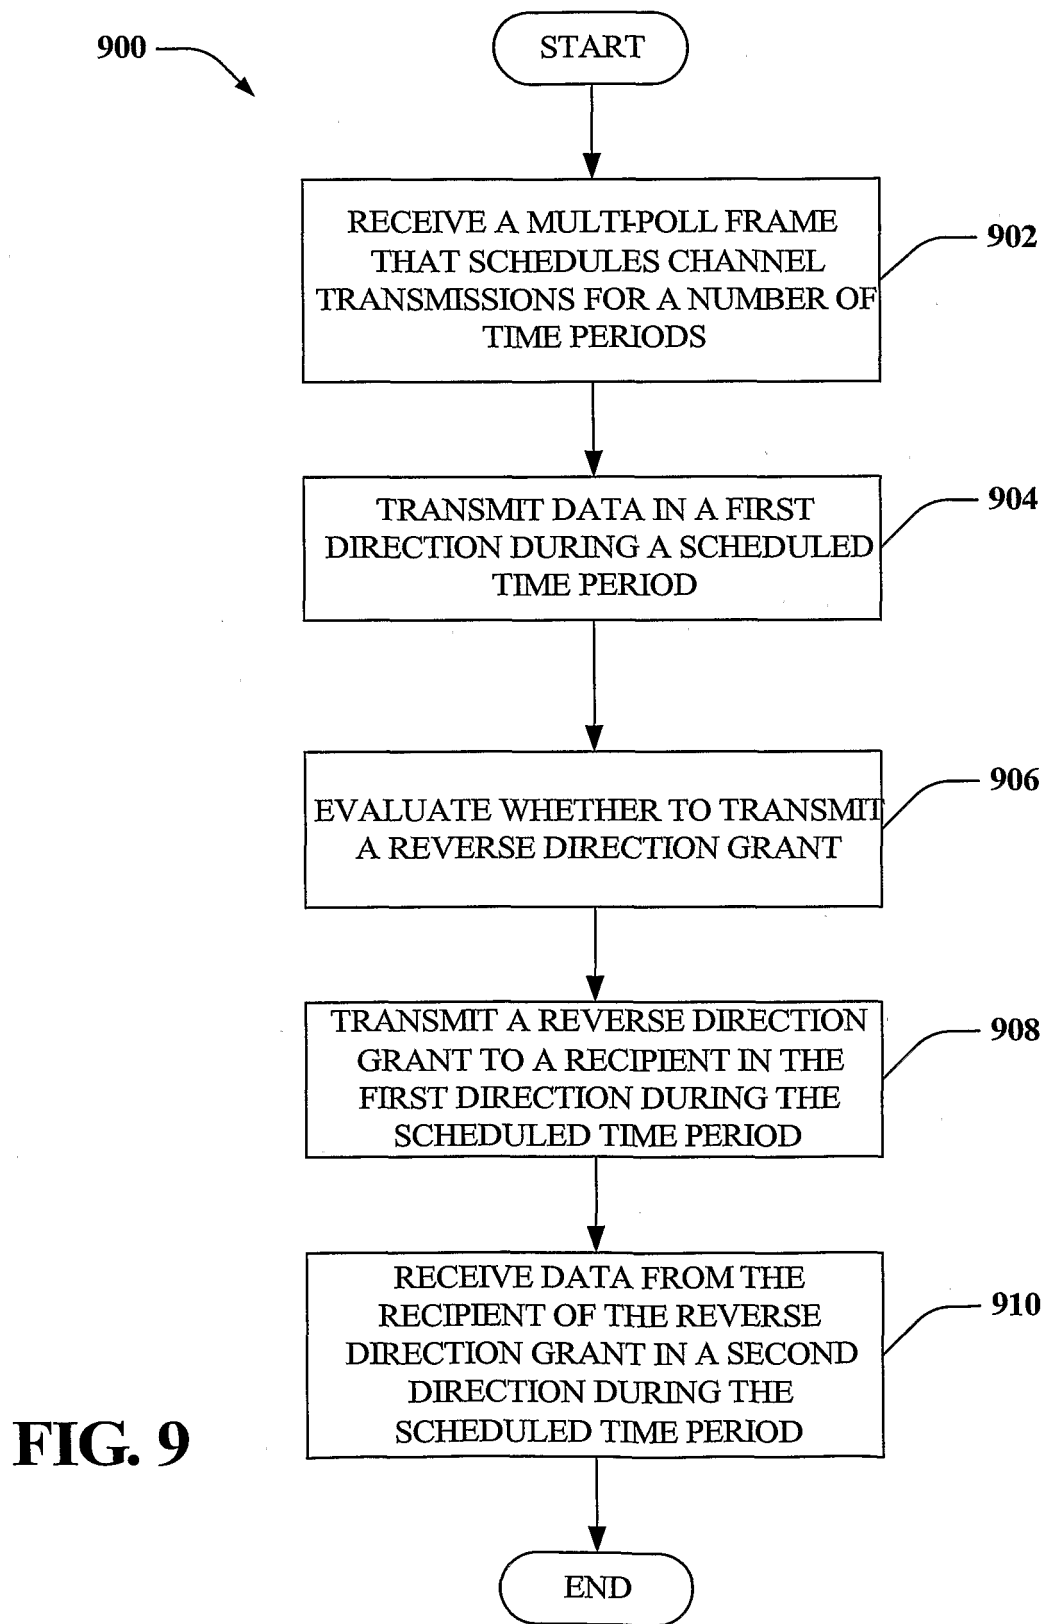 900
START
RECEIVE A MULTI-POLL FRAME
THAT SCHEDULES CHANNEL
TRANSMISSIONS FOR A NUMBER OF
TIME PERIODS
902
TRANSMIT DATA IN A FIRST
DIRECTION DURING A SCHEDULED
TIME PERIOD
904
EVALUATE WHETHER TO TRANSMIT
A REVERSE DIRECTION GRANT
906
TRANSMIT A REVERSE DIRECTION
GRANT TO A RECIPIENT IN THE
FIRST DIRECTION DURING THE
SCHEDULED TIME PERIOD
908
RECEIVE DATA FROM THE
RECIPIENT OF THE REVERSE
DIRECTION GRANT IN A SECOND
DIRECTION DURING THE
SCHEDULED TIME PERIOD
910
FIG. 9
END